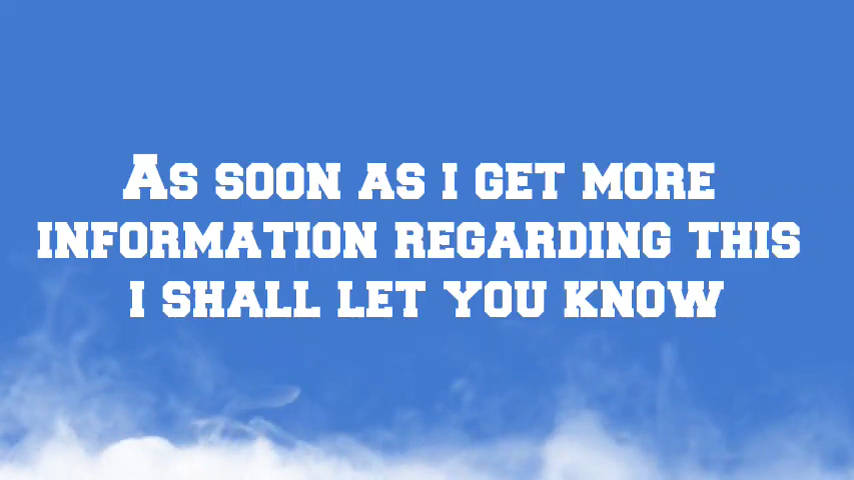 As soon as i get more
information regarding this
i shall let you know